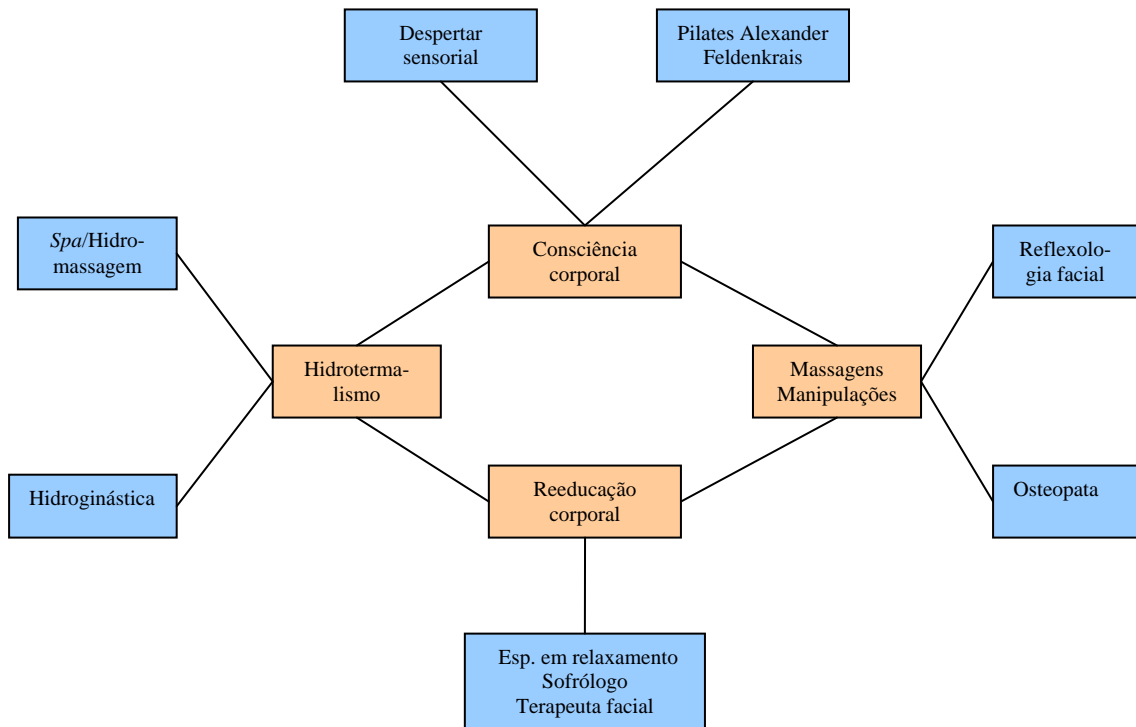 Despertar
sensorial
Pilates Alexander
Feldenkrais
Spa/Hidro-
massagem
Consciência
corporal
Reflexolo-
gia facial
Hidroterma-
lismo
Massagens
Manipulações
Hidroginástica
Reeducação
corporal
Osteopata
Esp. em relaxamento
Sofrólogo
Terapeuta facial